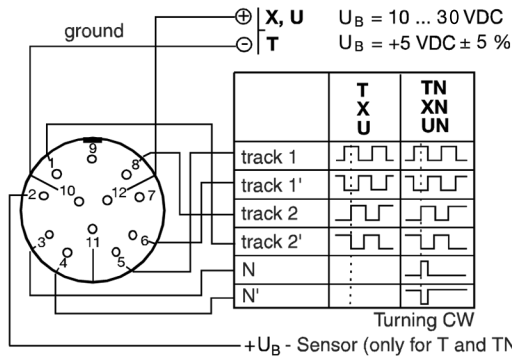 X, U U_B = 10 ... 30 VDC
ground
T U_B = +5 VDC ± 5 %
T X U
TN XN UN
track 1
track 1'
track 2
track 2'
N
N'
1
2
3
4
5
6
7
8
9
10
11
12
Turning CW
+U_B - Sensor (only for T and TN